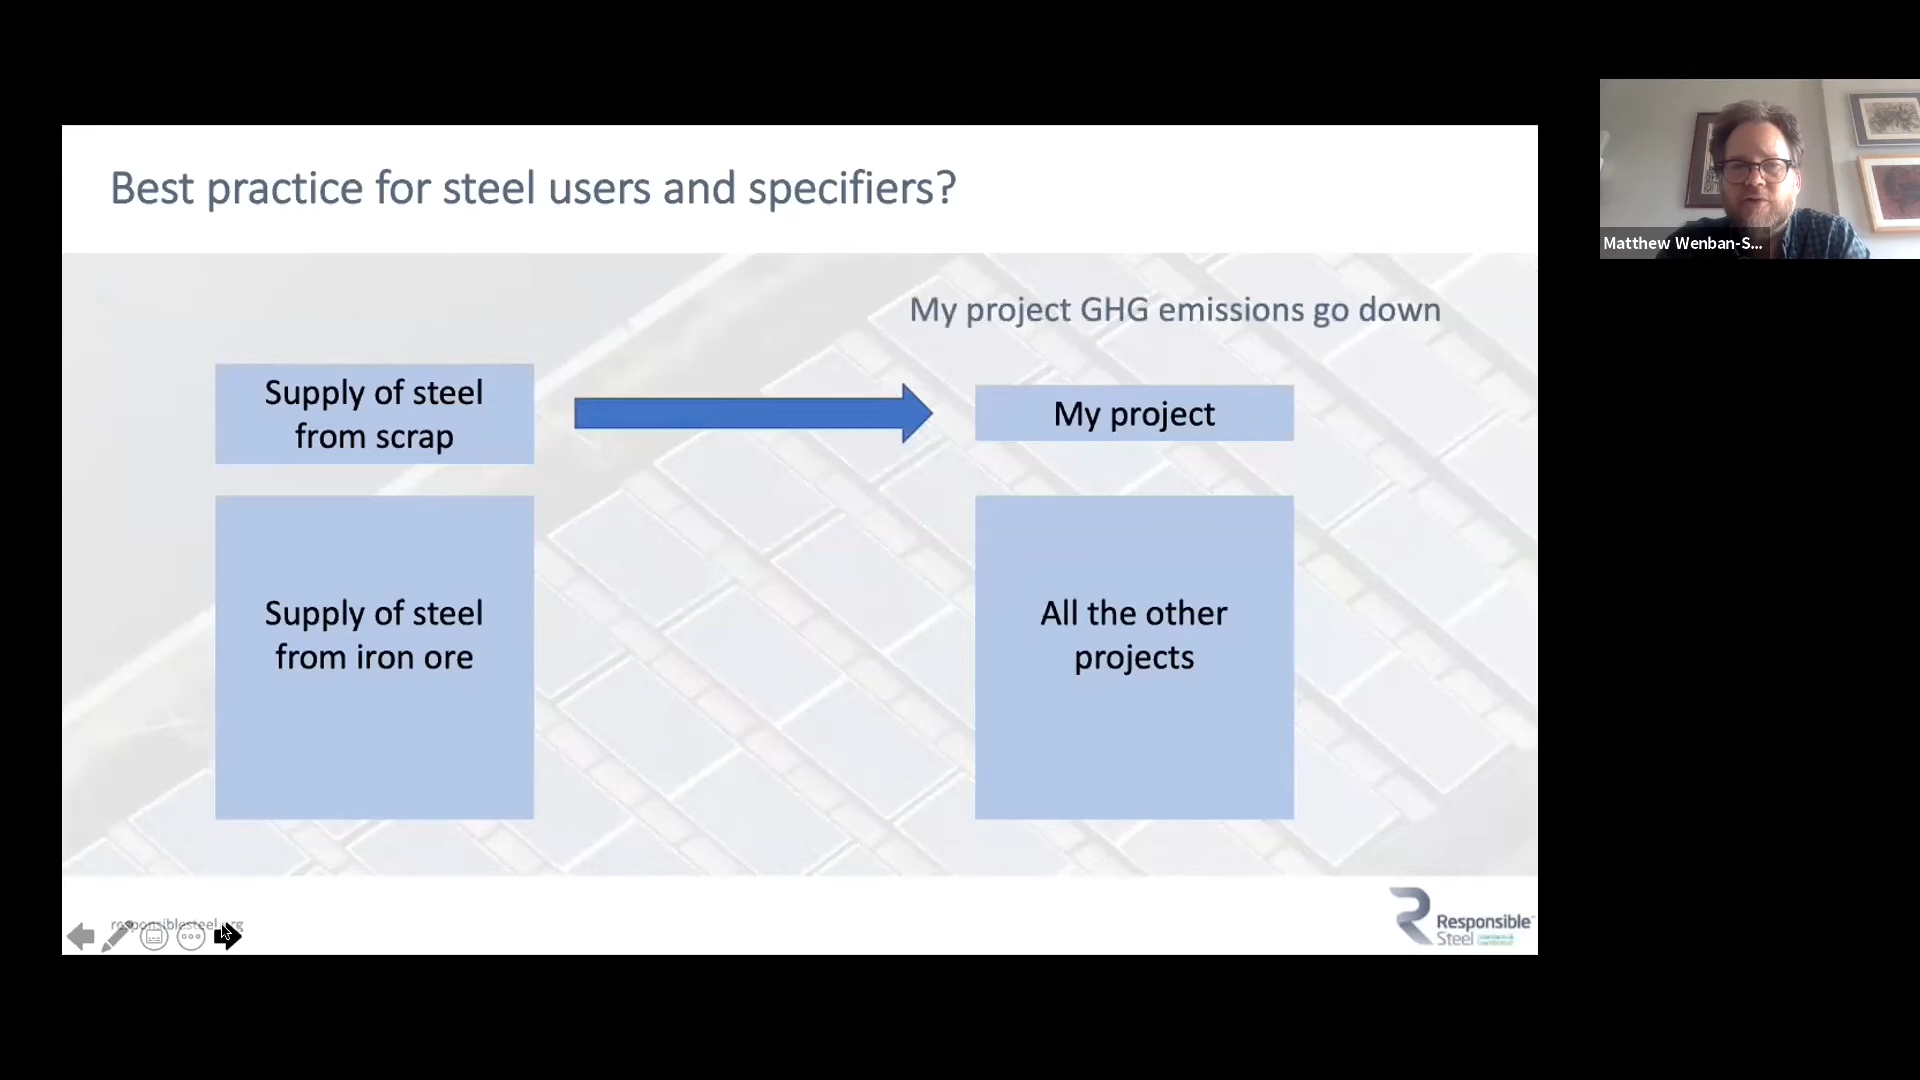 Best practice for steel users and specifiers?
My project GHG emissions go down
Supply of steel
from scrap
My project
Supply of steel
from iron ore
All the other
projects
Responsible
Steel
Matthew Wenban-S...